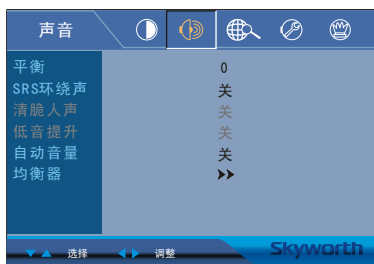 声音
平衡 0
SRS环绕声 关
清脆人声 关
低音提升 关
自动音量 关
均衡器
选择 调整 Skyworth